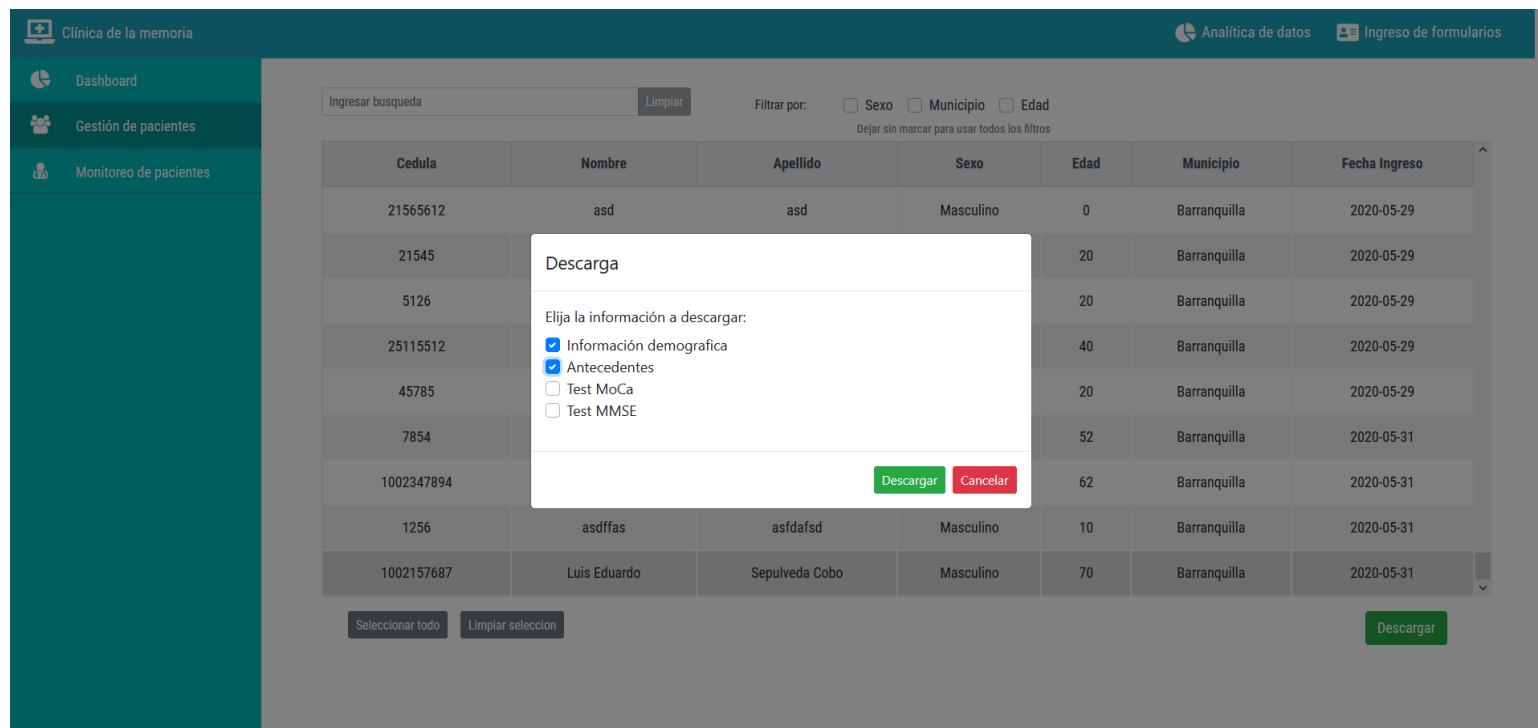 Clínica de la memoria Analítica de datos Ingreso de formularios
Dashboard
Gestión de pacientes
Monitoreo de pacientes
Ingresar busqueda Limpiar Filtrar por: Sexo Municipio Edad
Dejar sin marcar para usar todos los filtros
Cedula Nombre Apellido Sexo Edad Municipio Fecha Ingreso
21565612 asd asd Masculino 0 Barranquilla 2020-05-29
21545 20 Barranquilla 2020-05-29
5126 20 Barranquilla 2020-05-29
25115512 40 Barranquilla 2020-05-29
45785 20 Barranquilla 2020-05-29
7854 52 Barranquilla 2020-05-31
1002347894 62 Barranquilla 2020-05-31
1256 asdffas asfdafsd Masculino 10 Barranquilla 2020-05-31
1002157687 Luis Eduardo Sepulveda Cobo Masculino 70 Barranquilla 2020-05-31
Descarga
Elija la información a descargar:
Información demografica
Antecedentes
Test MoCa
Test MMSE
Descargar Cancelar
Seleccionar todo Limpiar seleccion Descargar